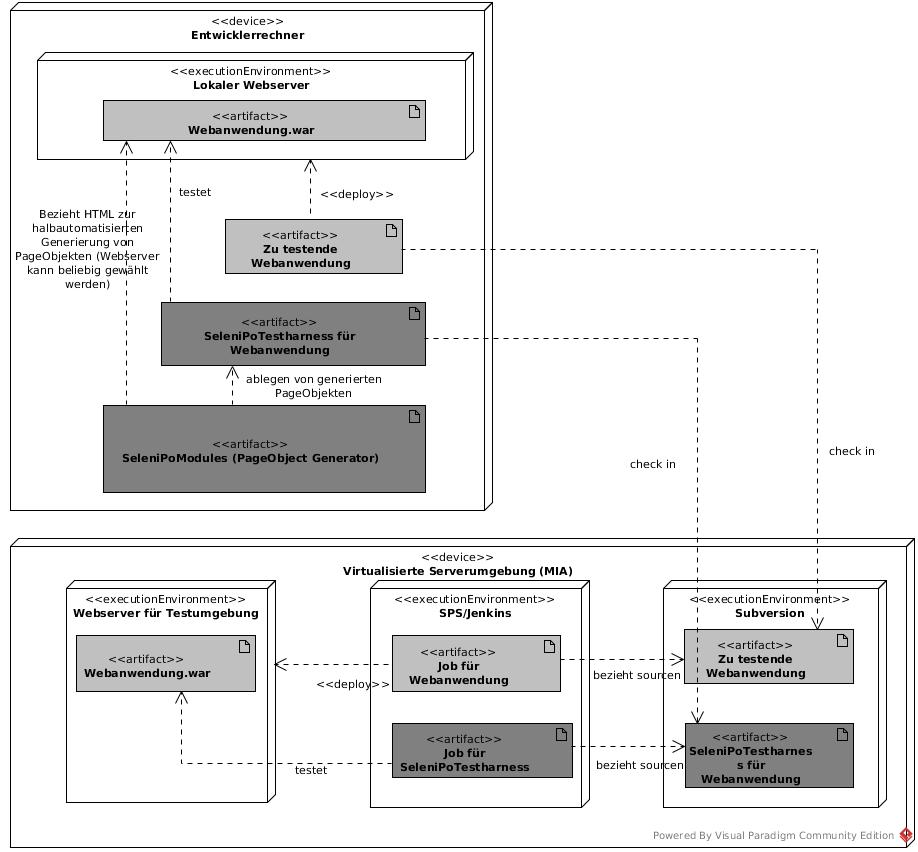 <<device>>
Entwicklerrechner
<<executionEnvironment>>
Lokaler Webserver
<<artifact>>
Webanwendung.war
testet
<<deploy>>
Bezieht HTML zur
halbautomatisierten
Generierung von
PageObjekten (Webserver
kann beliebig gewählt
werden)
<<artifact>>
Zu testende
Webanwendung
<<artifact>>
SeleniPoTestharness für
Webanwendung
ablegen von generierten
PageObjekten
<<artifact>>
SeleniPoModules (PageObject Generator)
check in
check in
<<device>>
Virtualisierte Serverumgebung (MIA)
<<executionEnvironment>>
Webserver für Testumgebung
<<artifact>>
Webanwendung.war
<<deploy>>
testet
<<executionEnvironment>>
SPS/Jenkins
<<artifact>>
Job für
Webanwendung
<<artifact>>
Job für
SeleniPoTestharness
bezieht sourcen
bezieht sourcen
<<executionEnvironment>>
Subversion
<<artifact>>
Zu testende
Webanwendung
<<artifact>>
SeleniPoTestharnes
s für
Webanwendung
Powered By Visual Paradigm Community Edition